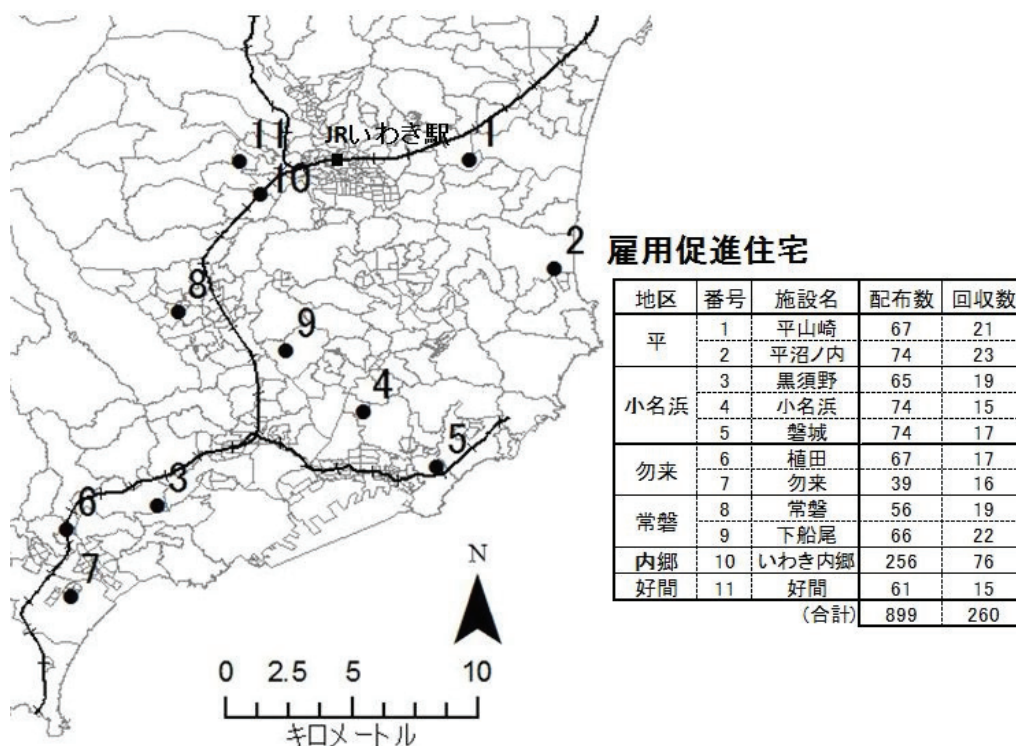 11
JRいわき駅
1
10
2
8
9
4
5
3
6
7
N
0 2.5 5 10
キロメートル
雇用促進住宅
地区 番号 施設名 配布数 回収数
平 1 平山崎 67 21
2 平沼ノ内 74 23
小名浜 3 黒須野 65 19
4 小名浜 74 15
5 磐城 74 17
勿来 6 植田 67 17
7 勿来 39 16
常磐 8 常磐 56 19
9 下船尾 66 22
内郷 10 いわき内郷 256 76
好間 11 好間 61 15
(合計) 899 260